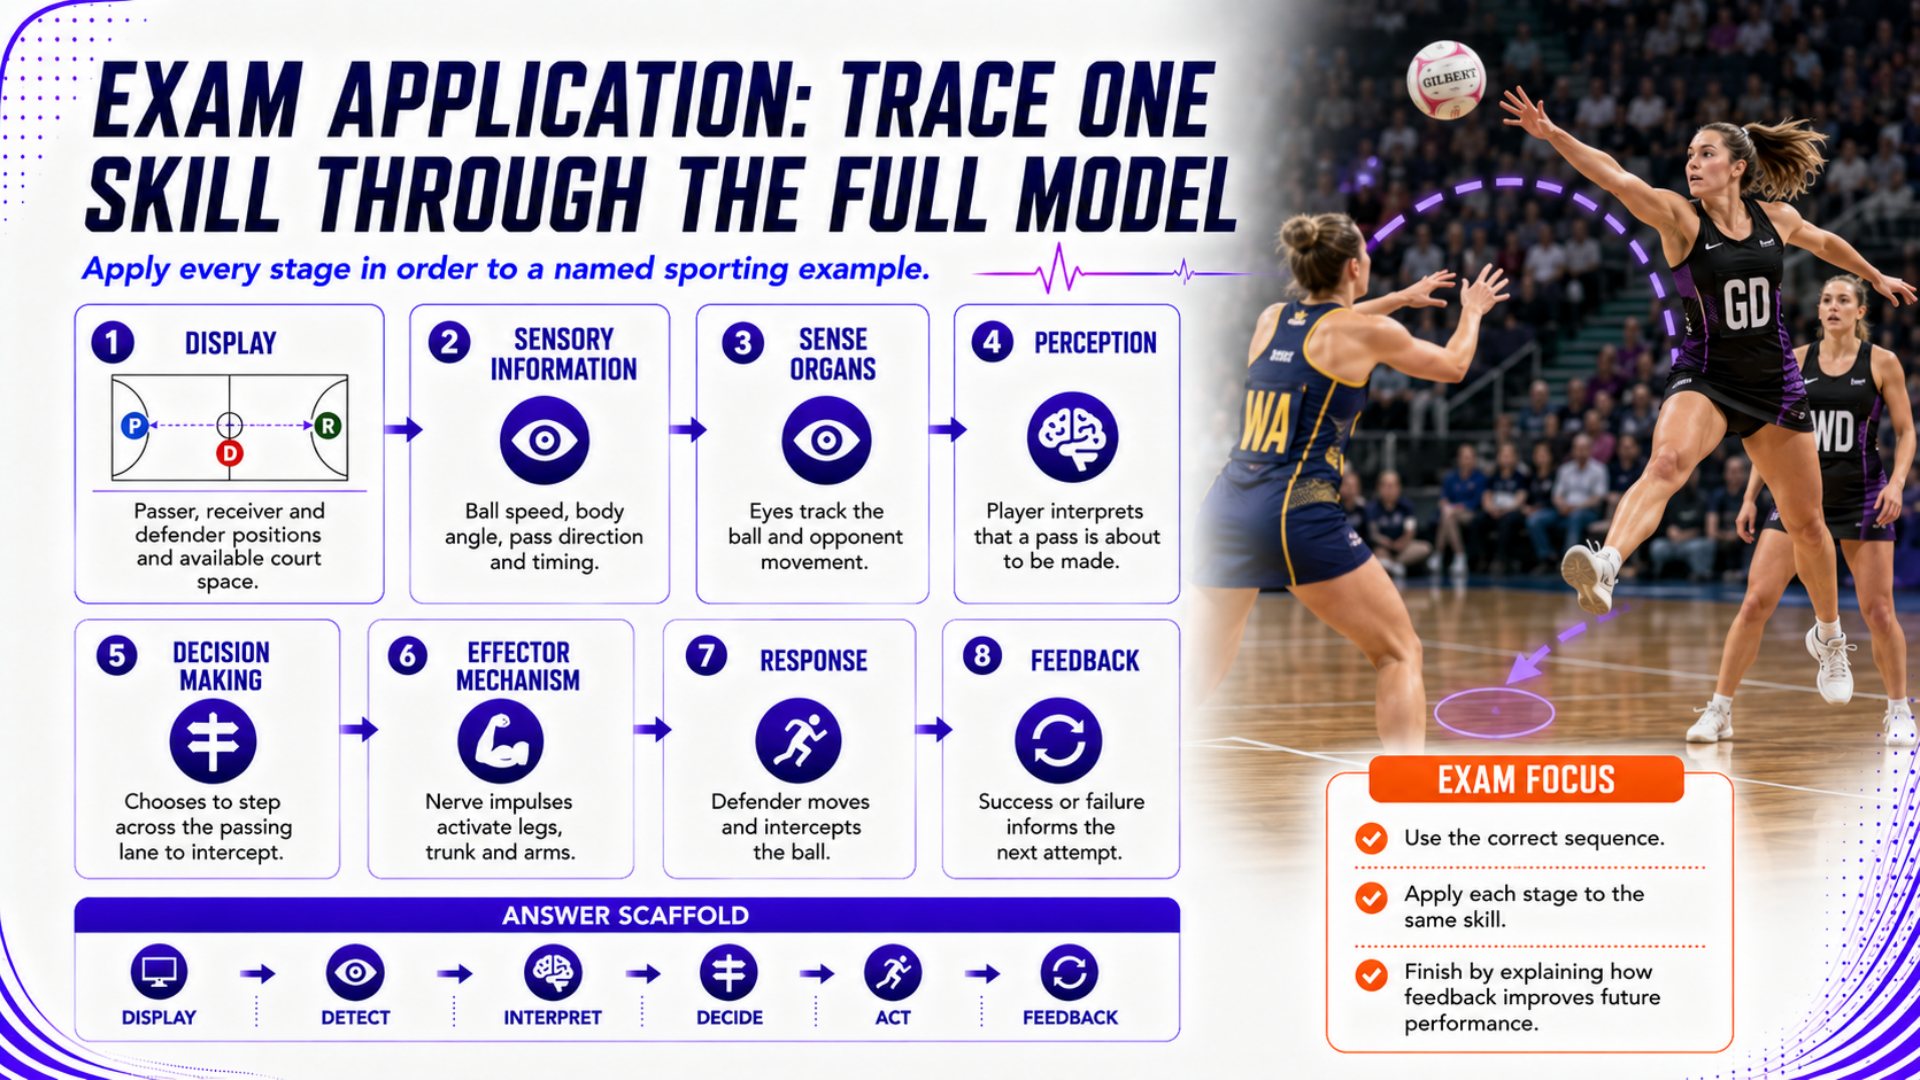 EXAM APPLICATION: TRACE ONE
SKILL THROUGH THE FULL MODEL
Apply every stage in order to a named sporting example.
1 DISPLAY
P
R
D
Passer, receiver and
defender positions
and available court
space.
2 SENSORY
INFORMATION
Ball speed, body
angle, pass direction
and timing.
3 SENSE
ORGANS
Eyes track the
ball and opponent
movement.
4 PERCEPTION
Player interprets
that a pass is about
to be made.
5 DECISION
MAKING
Chooses to step
across the passing
lane to intercept.
6 EFFECTOR
MECHANISM
Nerve impulses
activate legs,
trunk and arms.
7 RESPONSE
Defender moves
and intercepts
the ball.
8 FEEDBACK
Success or failure
informs the
next attempt.
ANSWER SCAFFOLD
DISPLAY
DETECT
INTERPRET
DECIDE
ACT
FEEDBACK
GILBERT
WA
GD
WD
EXAM FOCUS
Use the correct sequence.
Apply each stage to the
same skill.
Finish by explaining how
feedback improves future
performance.